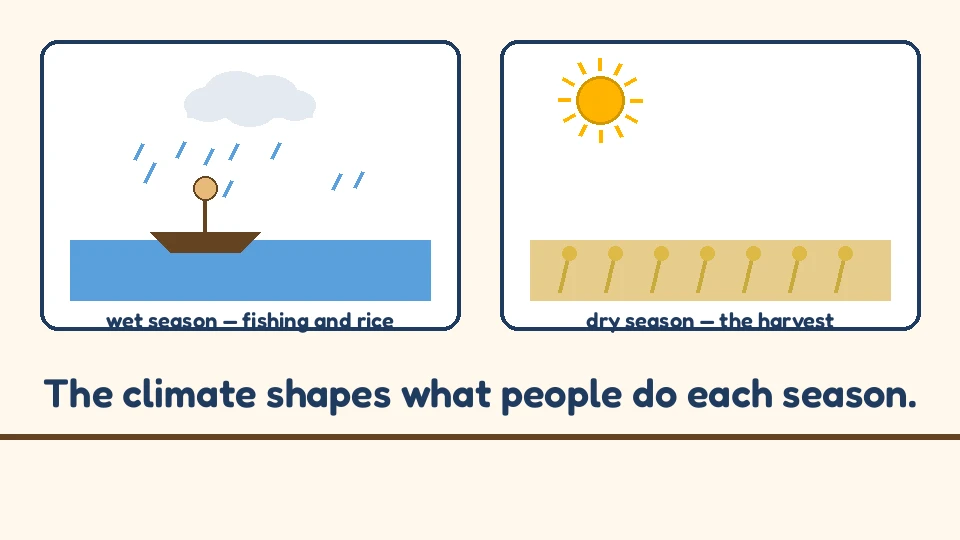 wet season — fishing and rice
dry season — the harvest
The climate shapes what people do each season.